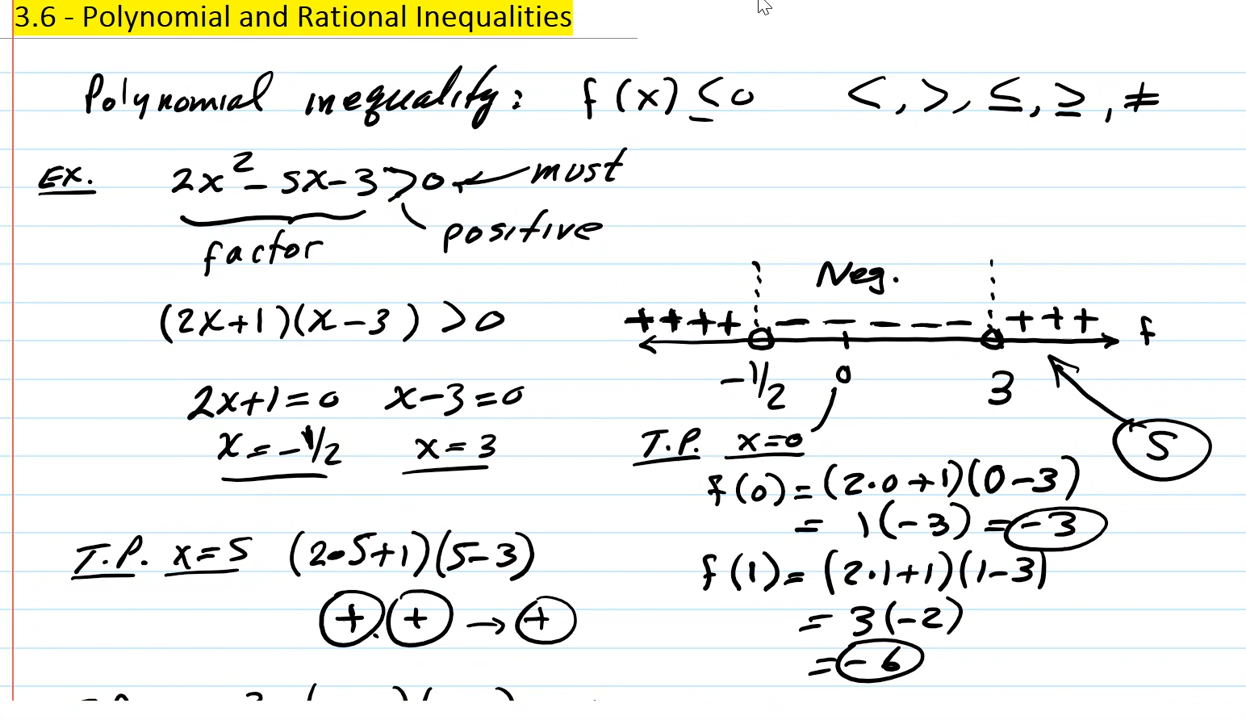 3.6 - Polynomial and Rational Inequalities
Polynomial inequality: f(x) ≤ 0 <, >, ≤, ≥, ≠
EX. 2x² - 5x - 3 > 0 ← must
positive
factor
(2x+1)(x-3) > 0
2x+1=0 x-3=0
x = -1/2 x = 3
Neg.
++++ - - - - - +++ f
-1/2 0 3
5
T.P. x=0
f(0) = (2·0+1)(0-3)
= 1(-3) = -3
f(1) = (2·1+1)(1-3)
= 3(-2)
= -6
T.P. x=5 (2·5+1)(5-3)
(+)(+) → (+)